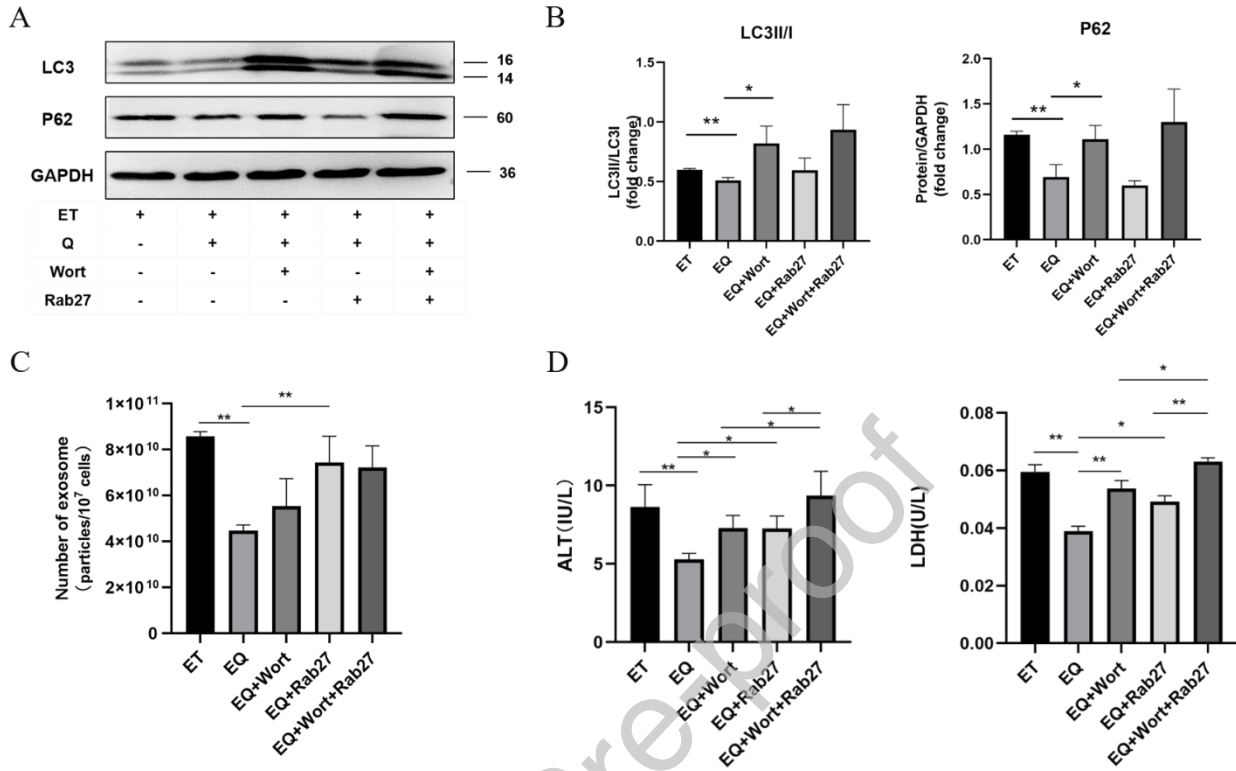 A
LC3
16
14
P62
60
GAPDH
36
ET + + + + +
Q - + + + +
Wort - - + - +
Rab27 - - - + +
B
LC3II/I
LC3II/LC3I
(fold change)
1.5
1.0
0.5
0.0
**
*
ET
EQ
EQ+Wort
EQ+Rab27
EQ+Wort+Rab27
P62
Protein/GAPDH
(fold change)
2.0
1.5
1.0
0.5
0.0
**
*
ET
EQ
EQ+Wort
EQ+Rab27
EQ+Wort+Rab27
C
Number of exosome
(particles/10⁷ cells)
1×10¹¹
8×10¹⁰
6×10¹⁰
4×10¹⁰
2×10¹⁰
0
**
**
ET
EQ
EQ+Wort
EQ+Rab27
EQ+Wort+Rab27
D
ALT(IU/L)
15
10
5
0
**
*
*
*
*
ET
EQ
EQ+Wort
EQ+Rab27
EQ+Wort+Rab27
LDH(U/L)
0.08
0.06
0.04
0.02
0.00
**
**
*
**
*
ET
EQ
EQ+Wort
EQ+Rab27
EQ+Wort+Rab27
re-proof